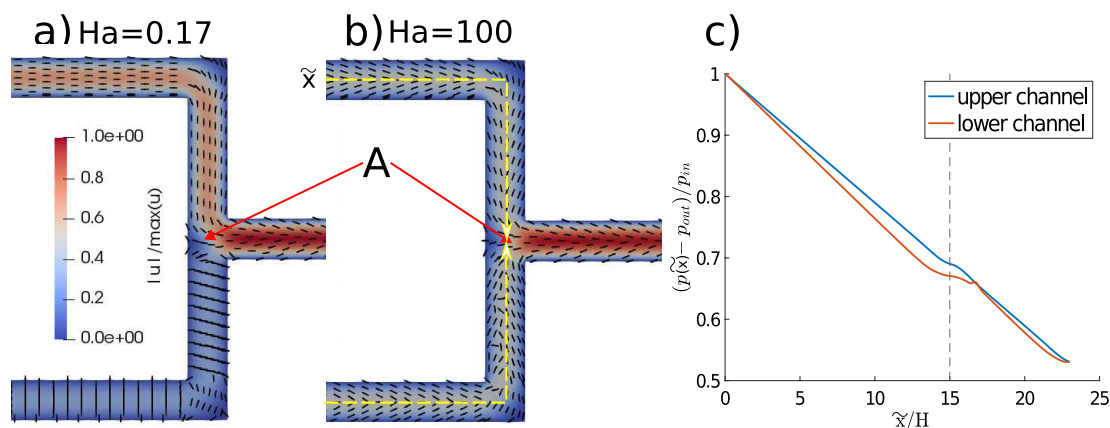 a) Ha=0.17
b) Ha=100
c)
x̃
A
1.0e+00
0.8
0.6
0.4
0.2
0.0e+00
|u|/max(u)
1
0.9
0.8
0.7
0.6
0.5
(p(x̃)-p_out)/p_in
upper channel
lower channel
0 5 10 15 20 25
x̃/H